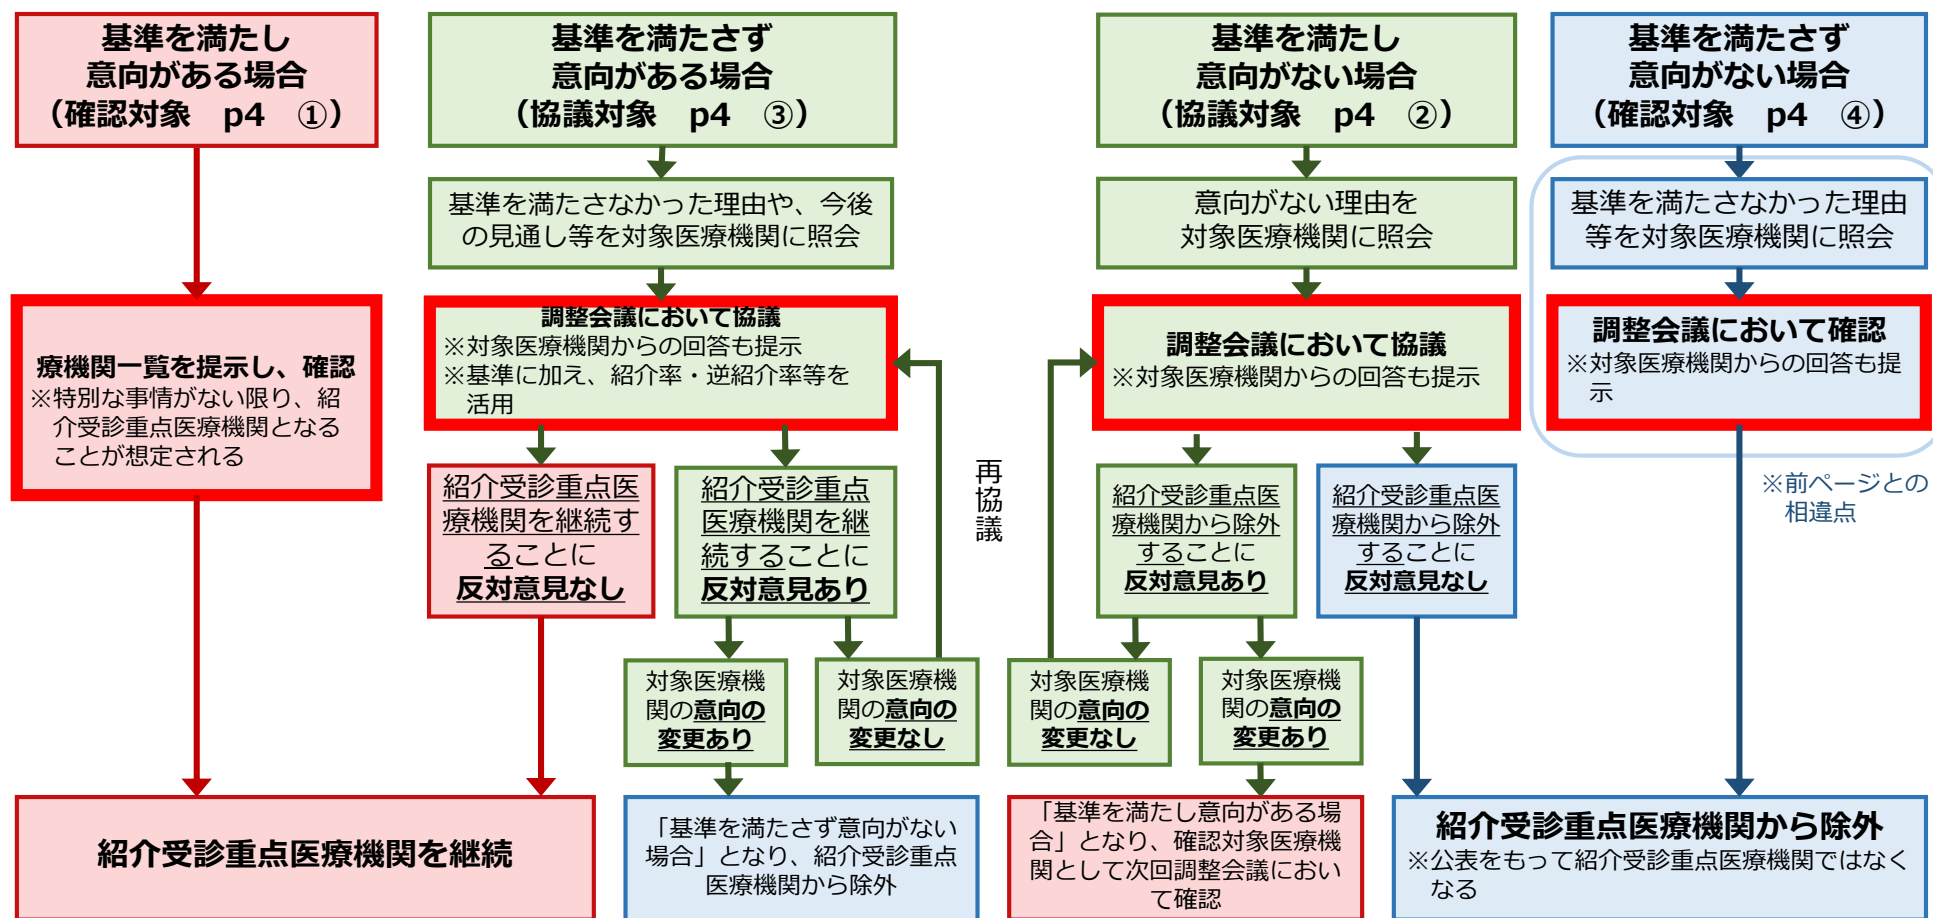 基準を満たし
意向がある場合
（確認対象　p4　①）
基準を満たさず
意向がある場合
（協議対象　p4　③）
基準を満たし
意向がない場合
（協議対象　p4　②）
基準を満たさず
意向がない場合
（確認対象　p4　④）
基準を満たさなかった理由や、今後
の見通し等を対象医療機関に照会
意向がない理由を
対象医療機関に照会
基準を満たさなかった理由
等を対象医療機関に照会
療機関一覧を提示し、確認
※特別な事情がない限り、紹
介受診重点医療機関となる
ことが想定される
調整会議において協議
※対象医療機関からの回答も提示
※基準に加え、紹介率・逆紹介率等を
活用
調整会議において協議
※対象医療機関からの回答も提示
調整会議において確認
※対象医療機関からの回答も提
示
紹介受診重点医
療機関を継続す
ることに
反対意見なし
紹介受診重点
医療機関を継
続することに
反対意見あり
再協議
紹介受診重点医
療機関から除外
することに
反対意見あり
紹介受診重点医
療機関から除外
することに
反対意見なし
※前ページとの
相違点
対象医療機
関の意向の
変更あり
対象医療機
関の意向の
変更なし
対象医療機
関の意向の
変更なし
対象医療機
関の意向の
変更あり
紹介受診重点医療機関を継続
「基準を満たさず意向がない
場合」となり、紹介受診重点
医療機関から除外
「基準を満たし意向がある場
合」となり、確認対象医療機
関として次回調整会議におい
て確認
紹介受診重点医療機関から除外
※公表をもって紹介受診重点医療機関ではなく
なる